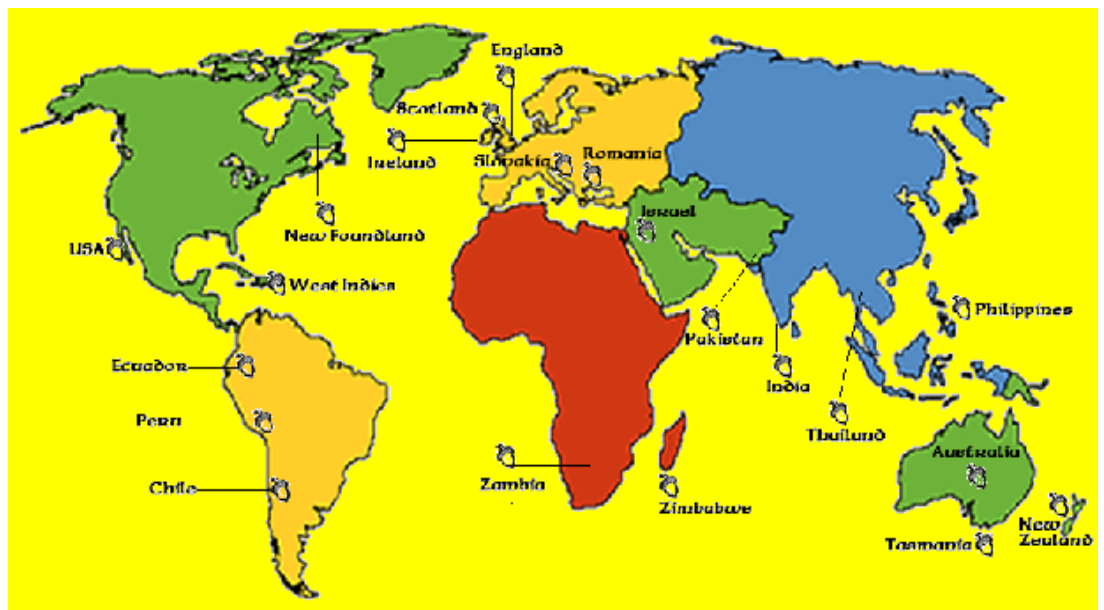 England
Scotland
Ireland
Slovakia
Romania
Israel
New Foundland
USA
West Indies
Philippines
Pakistan
Ecuador
India
Peru
Thailand
Australia
Zambia
Chile
Zimbabwe
New
Zealand
Tasmania